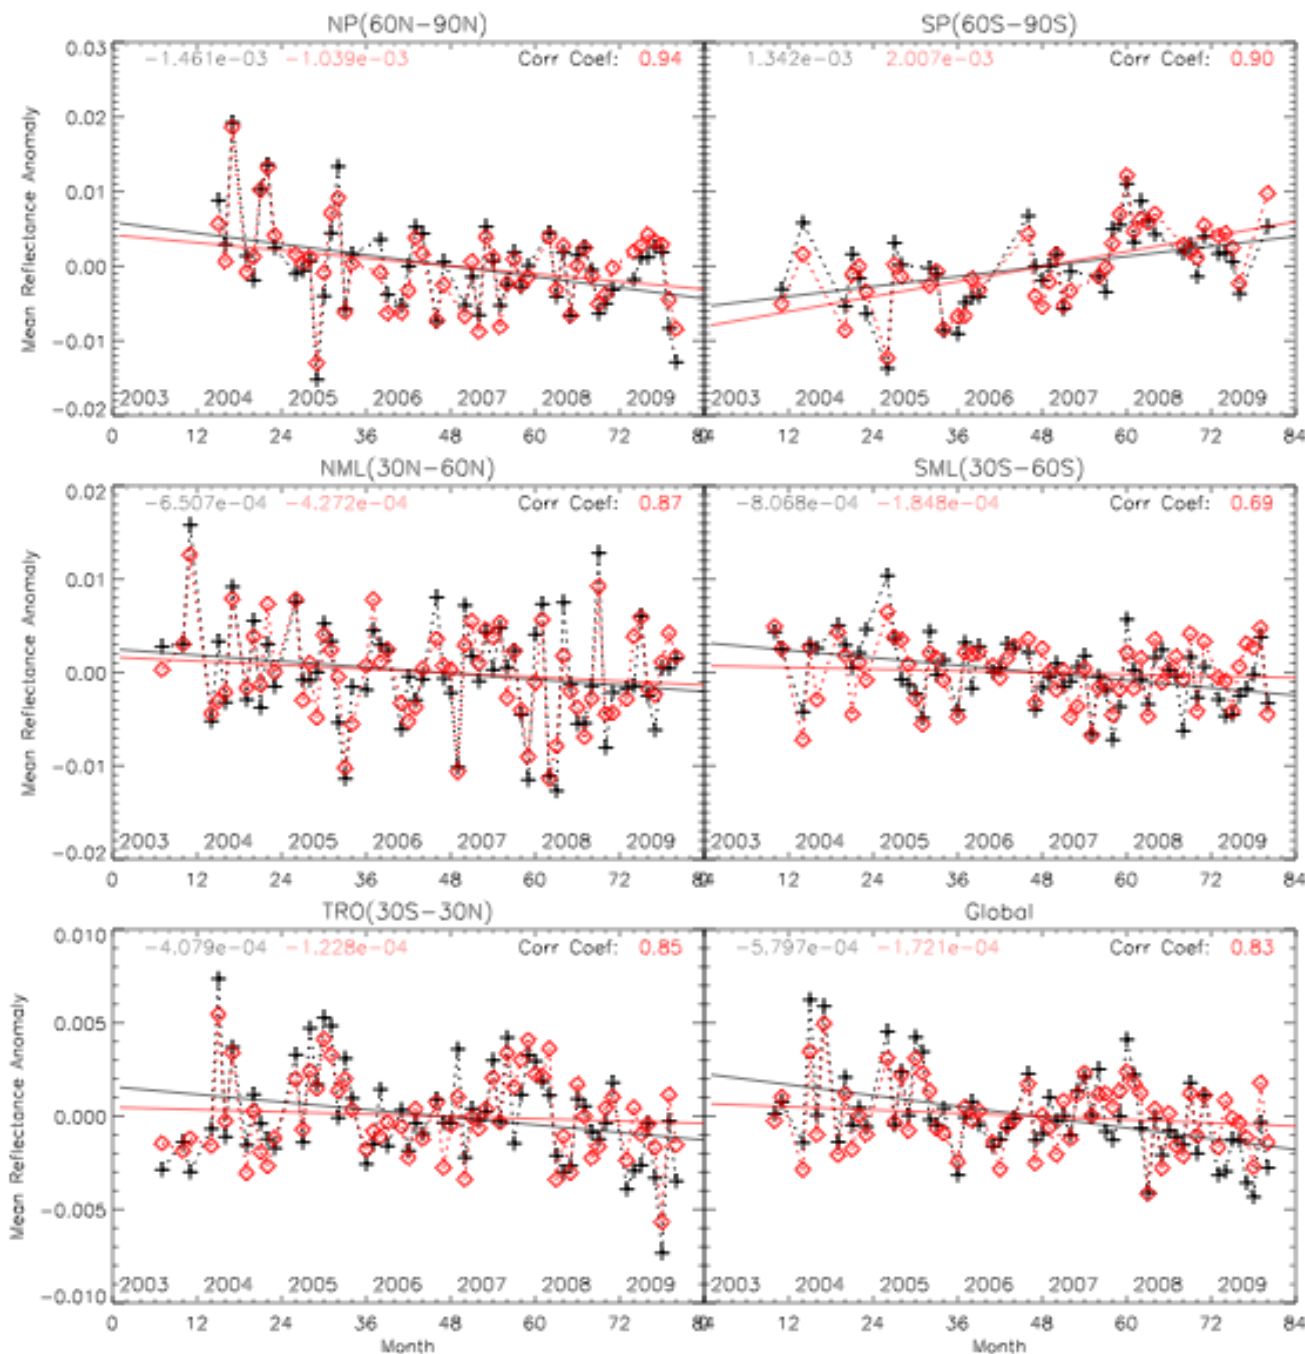 NP(60N−90N) SP(60S−90S)
0.03 −1.461e−03 −1.039e−03 Corr Coef: 0.94 1.342e−03 2.007e−03 Corr Coef: 0.90
0.02
0.01
0.00
−0.01
−0.02
Mean Reflectance Anomaly
2003 2004 2005 2006 2007 2008 2009 2003 2004 2005 2006 2007 2008 2009
0 12 24 36 48 60 72 12 24 36 48 60 72 84
NML(30N−60N) SML(30S−60S)
0.02 −6.507e−04 −4.272e−04 Corr Coef: 0.87 −8.068e−04 −1.848e−04 Corr Coef: 0.69
0.01
0.00
−0.01
−0.02
Mean Reflectance Anomaly
2003 2004 2005 2006 2007 2008 2009 2003 2004 2005 2006 2007 2008 2009
0 12 24 36 48 60 72 12 24 36 48 60 72 84
TRO(30S−30N) Global
0.010 −4.079e−04 −1.228e−04 Corr Coef: 0.85 −5.797e−04 −1.721e−04 Corr Coef: 0.83
0.005
0.000
−0.005
−0.010
Mean Reflectance Anomaly
2003 2004 2005 2006 2007 2008 2009 2003 2004 2005 2006 2007 2008 2009
0 12 24 36 48 60 72 12 24 36 48 60 72 84
Month Month